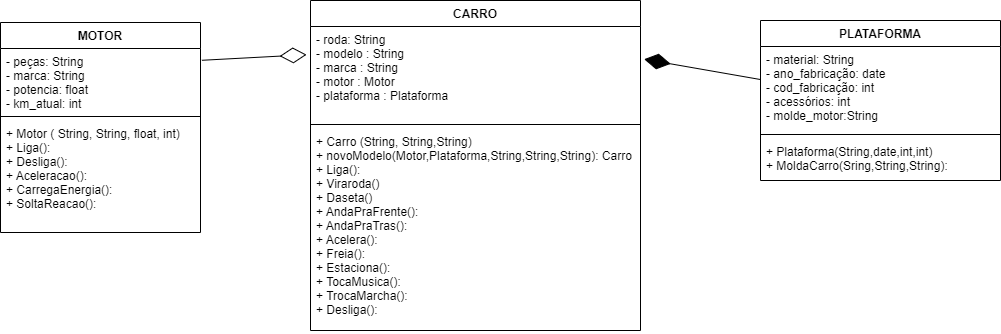 MOTOR
- peças: String
- marca: String
- potencia: float
- km_atual: int
+ Motor ( String, String, float, int)
+ Liga():
+ Desliga():
+ Aceleracao():
+ CarregaEnergia():
+ SoltaReacao():
CARRO
- roda: String
- modelo : String
- marca : String
- motor : Motor
- plataforma : Plataforma
+ Carro (String, String,String)
+ novoModelo(Motor,Plataforma,String,String,String): Carro
+ Liga():
+ Viraroda()
+ Daseta()
+ AndaPraFrente():
+ AndaPraTras():
+ Acelera():
+ Freia():
+ Estaciona():
+ TocaMusica():
+ TrocaMarcha():
+ Desliga():
PLATAFORMA
- material: String
- ano_fabricação: date
- cod_fabricação: int
- acessórios: int
- molde_motor:String
+ Plataforma(String,date,int,int)
+ MoldaCarro(Sring,String,String):